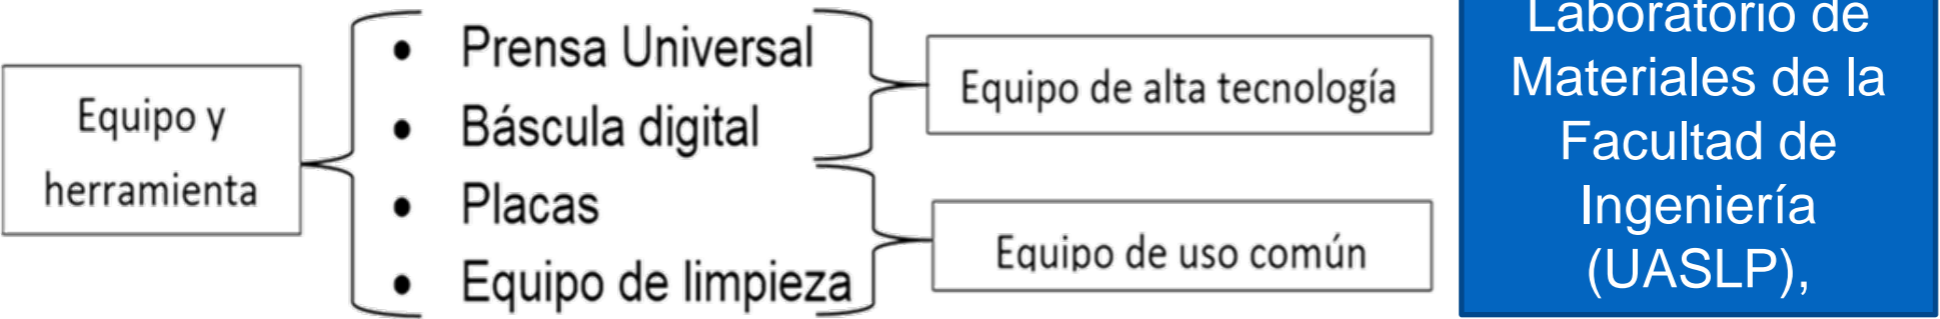 Equipo y
herramienta
• Prensa Universal
• Báscula digital
• Placas
• Equipo de limpieza
Equipo de alta tecnología
Equipo de uso común
Laboratorio de
Materiales de la
Facultad de
Ingeniería
(UASLP),